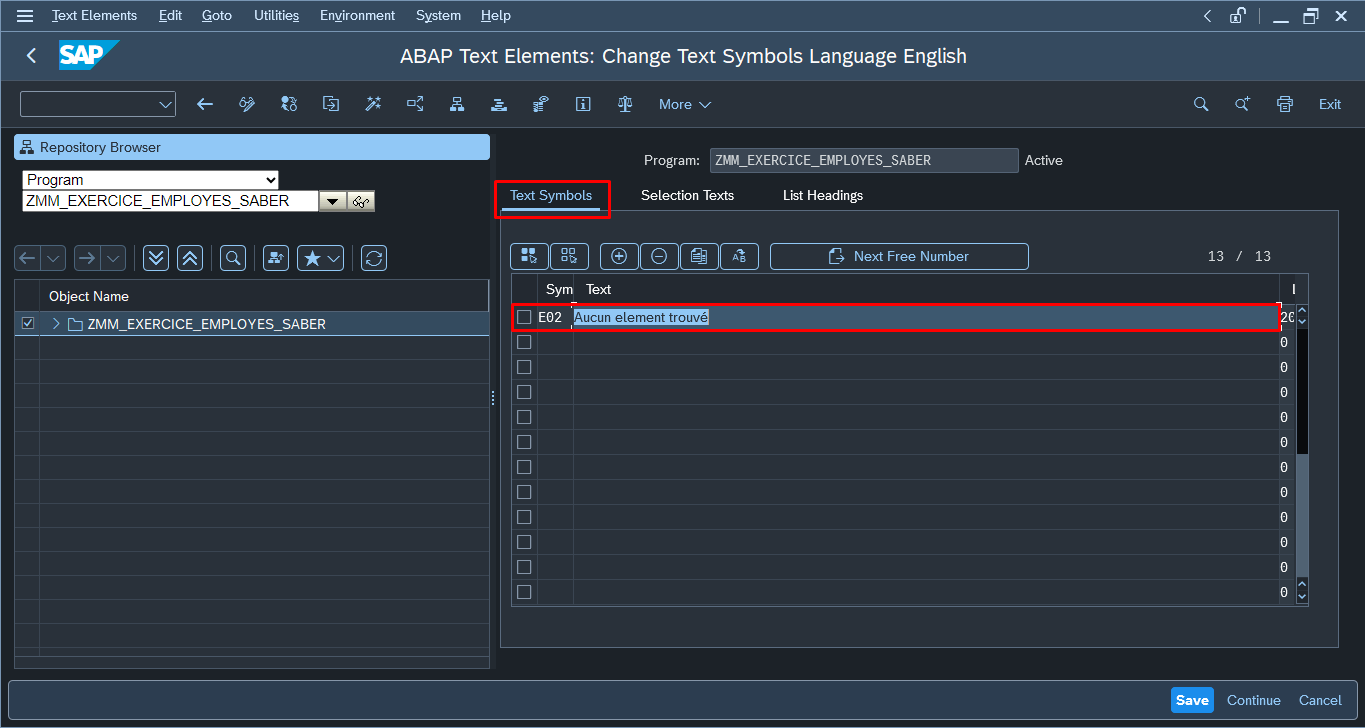 Text Elements Edit Goto Utilities Environment System Help
SAP ABAP Text Elements: Change Text Symbols Language English
More Exit
Repository Browser
Program
ZMM_EXERCICE_EMPLOYES_SABER
Object Name
ZMM_EXERCICE_EMPLOYES_SABER
Program: ZMM_EXERCICE_EMPLOYES_SABER Active
Text Symbols Selection Texts List Headings
Next Free Number 13 / 13
Sym Text
E02 Aucun element trouvé 20
0
0
0
0
0
0
0
0
0
0
0
Save Continue Cancel